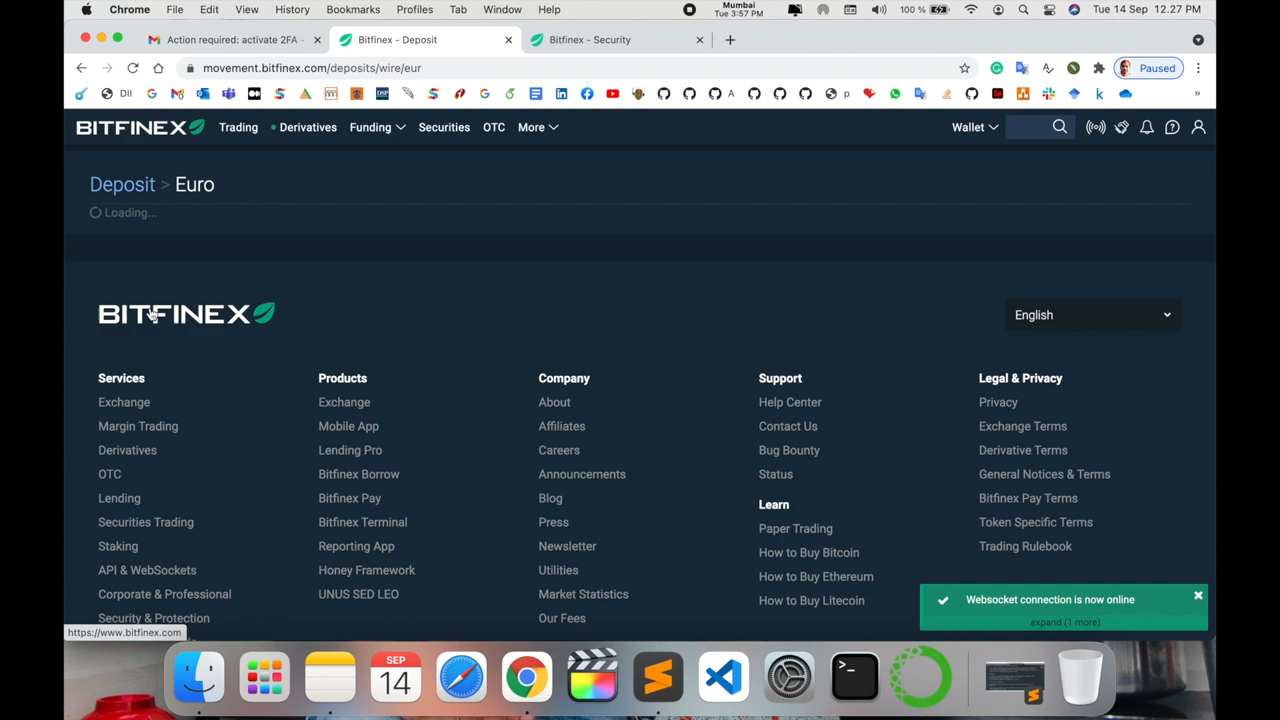 Chrome File Edit View History Bookmarks Profiles Tab Window Help
Mumbai
Tue 3:57 PM
100 %
Tue 14 Sep 12.27 PM
Action required: activate 2FA -
Bitfinex - Deposit
Bitfinex - Security
movement.bitfinex.com/deposits/wire/eur
Paused
DII
DSP
A
p
k
BITFINEX
Trading Derivatives Funding Securities OTC More
Wallet
Deposit > Euro
Loading...
BITFINEX
English
Services Products Company Support Legal & Privacy
Exchange Exchange About Help Center Privacy
Margin Trading Mobile App Affiliates Contact Us Exchange Terms
Derivatives Lending Pro Careers Bug Bounty Derivative Terms
OTC Bitfinex Borrow Announcements Status General Notices & Terms
Lending Bitfinex Pay Blog Learn Bitfinex Pay Terms
Securities Trading Bitfinex Terminal Press Paper Trading Token Specific Terms
Staking Reporting App Newsletter How to Buy Bitcoin Trading Rulebook
API & WebSockets Honey Framework Utilities How to Buy Ethereum
Corporate & Professional UNUS SED LEO Market Statistics How to Buy Litecoin
Security & Protection Our Fees
Websocket connection is now online
expand (1 more)
https://www.bitfinex.com
SEP
14